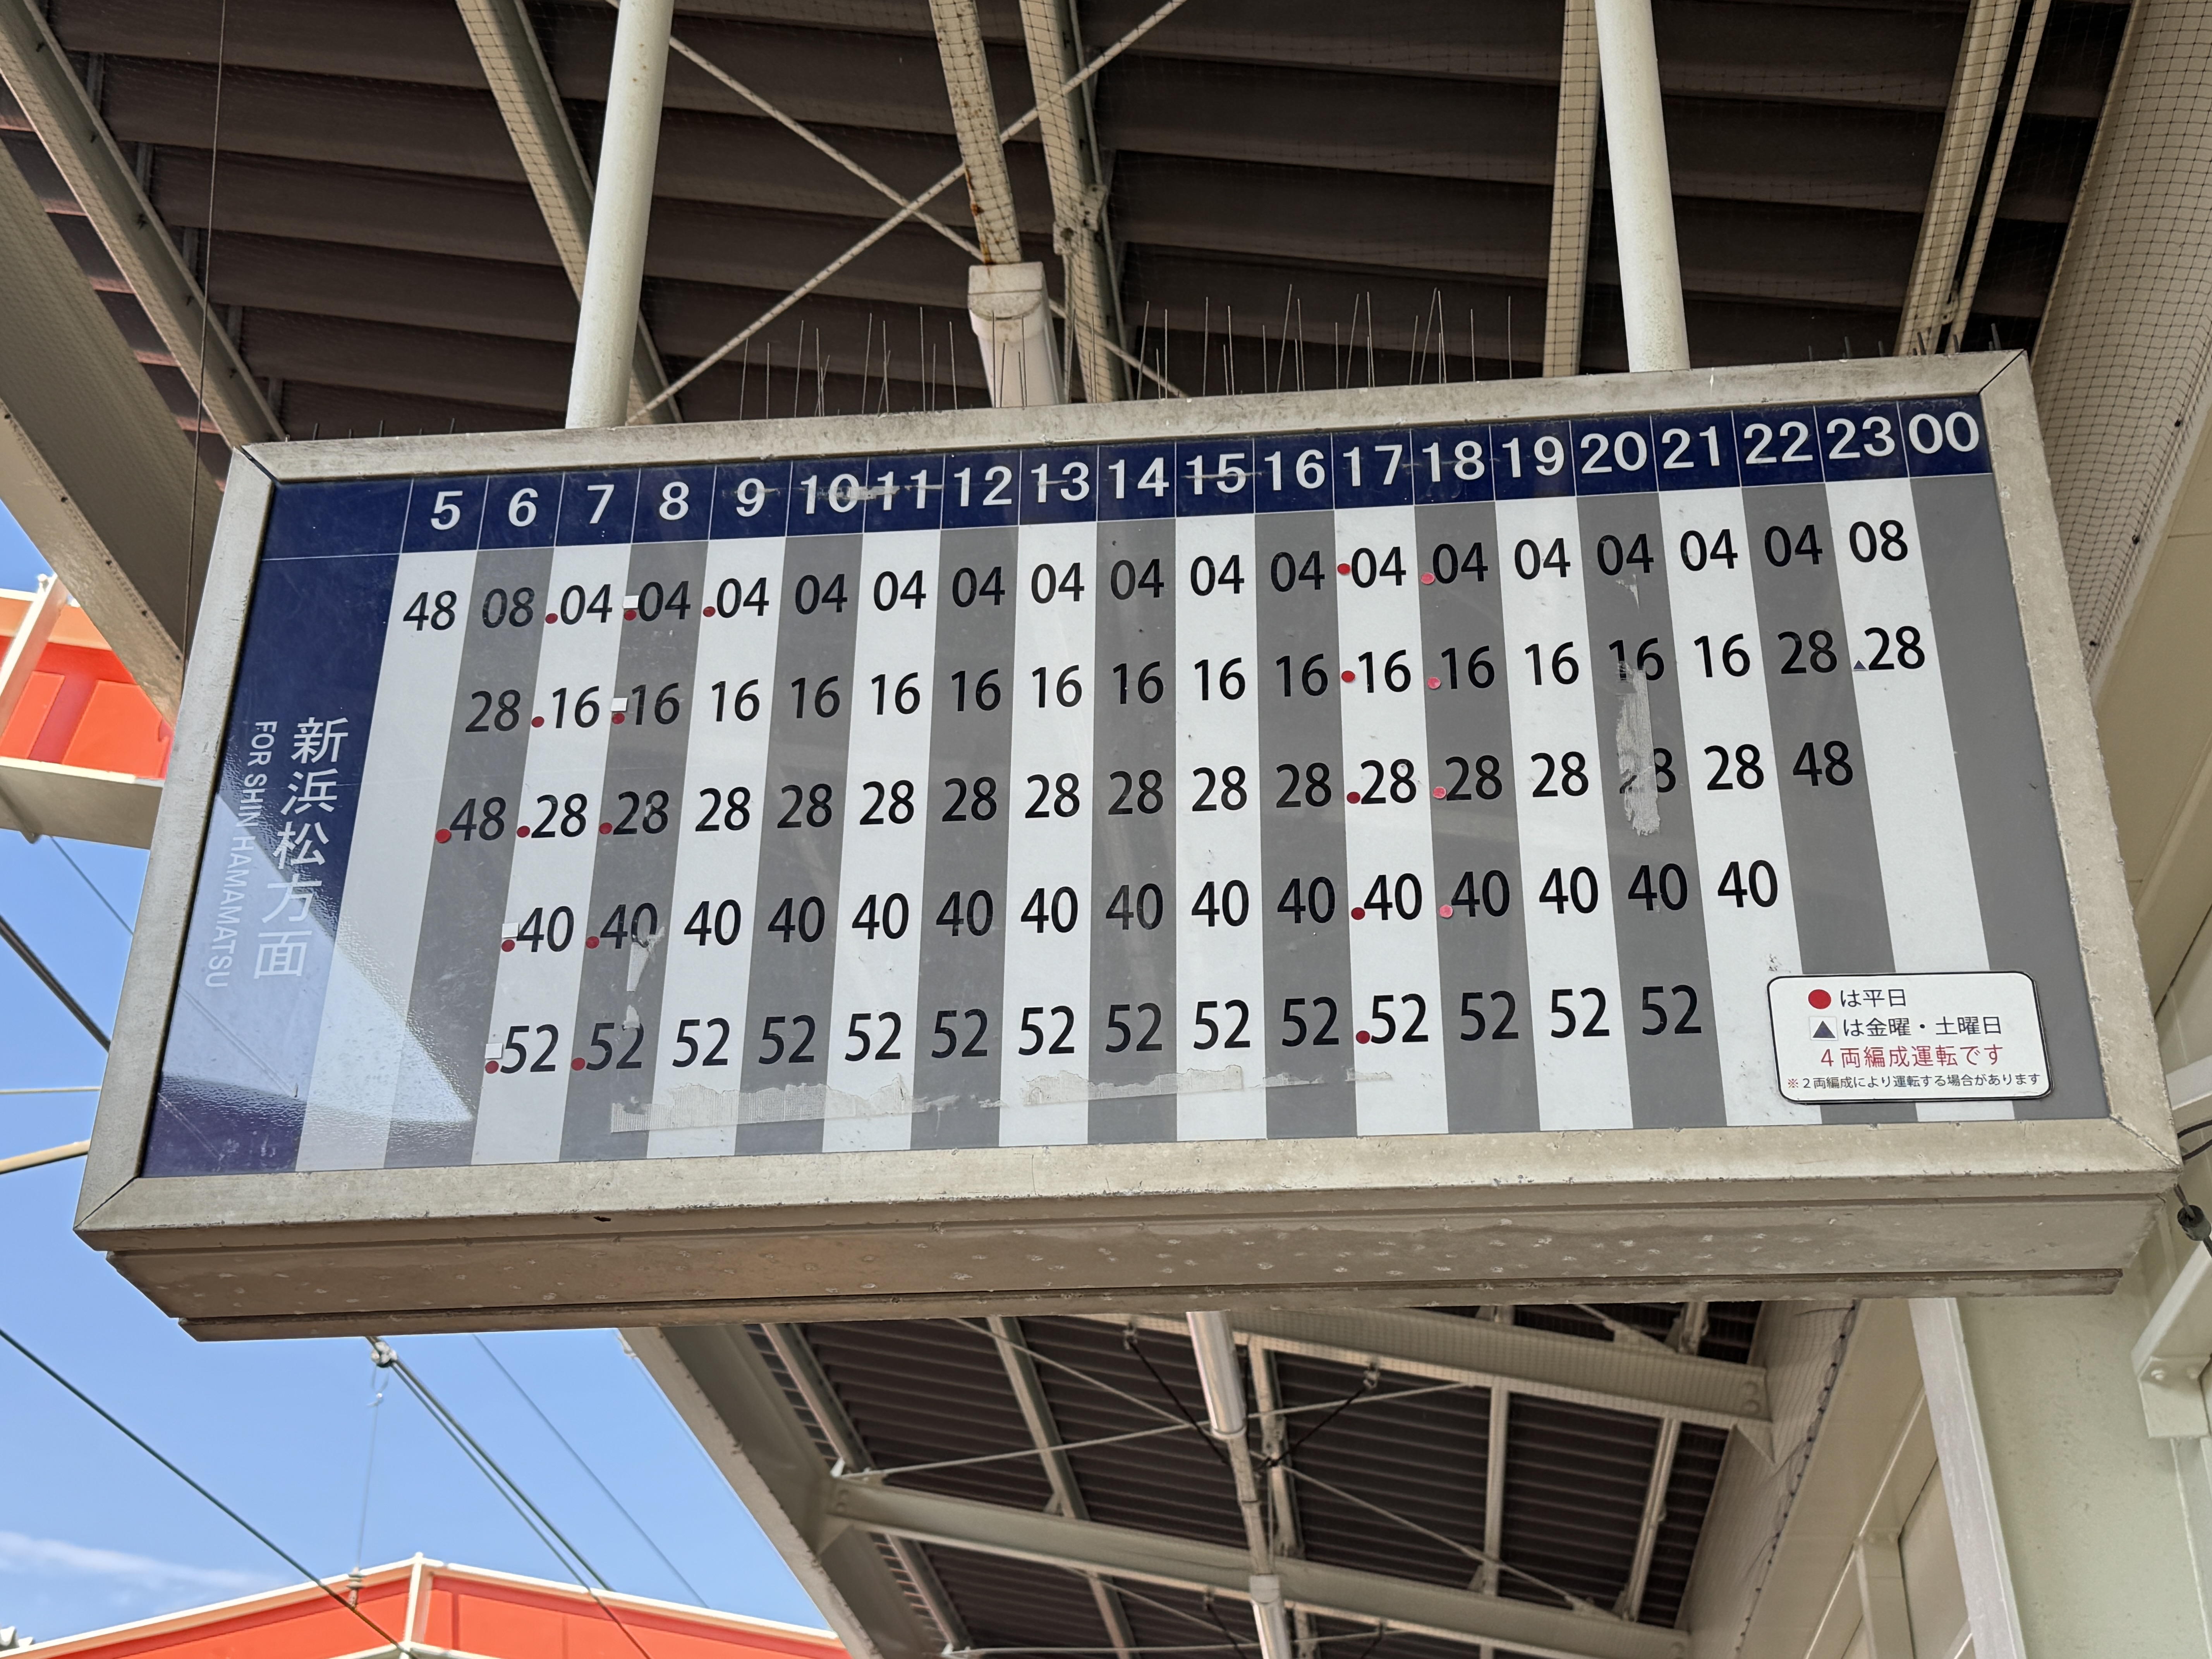 5 6 7 8 9 10 11 12 13 14 15 16 17 18 19 20 21 22 23 00
48 08 ●04 ●04 ●04 04 04 04 04 04 04 04 ●04 ●04 04 04 04 04 08
28 ●16 ●16 16 16 16 16 16 16 16 16 ●16 ●16 16 16 16 28 ▲28
●48 ●28 ●28 28 28 28 28 28 28 28 28 ●28 ●28 28 28 28 48
●40 ●40 40 40 40 40 40 40 40 40 ●40 ●40 40 40 40
●52 ●52 52 52 52 52 52 52 52 52 ●52 52 52 52
新浜松方面
FOR SHIN HAMAMATSU
●は平日
▲は金曜・土曜日
4両編成運転です
※2両編成により運転する場合があります